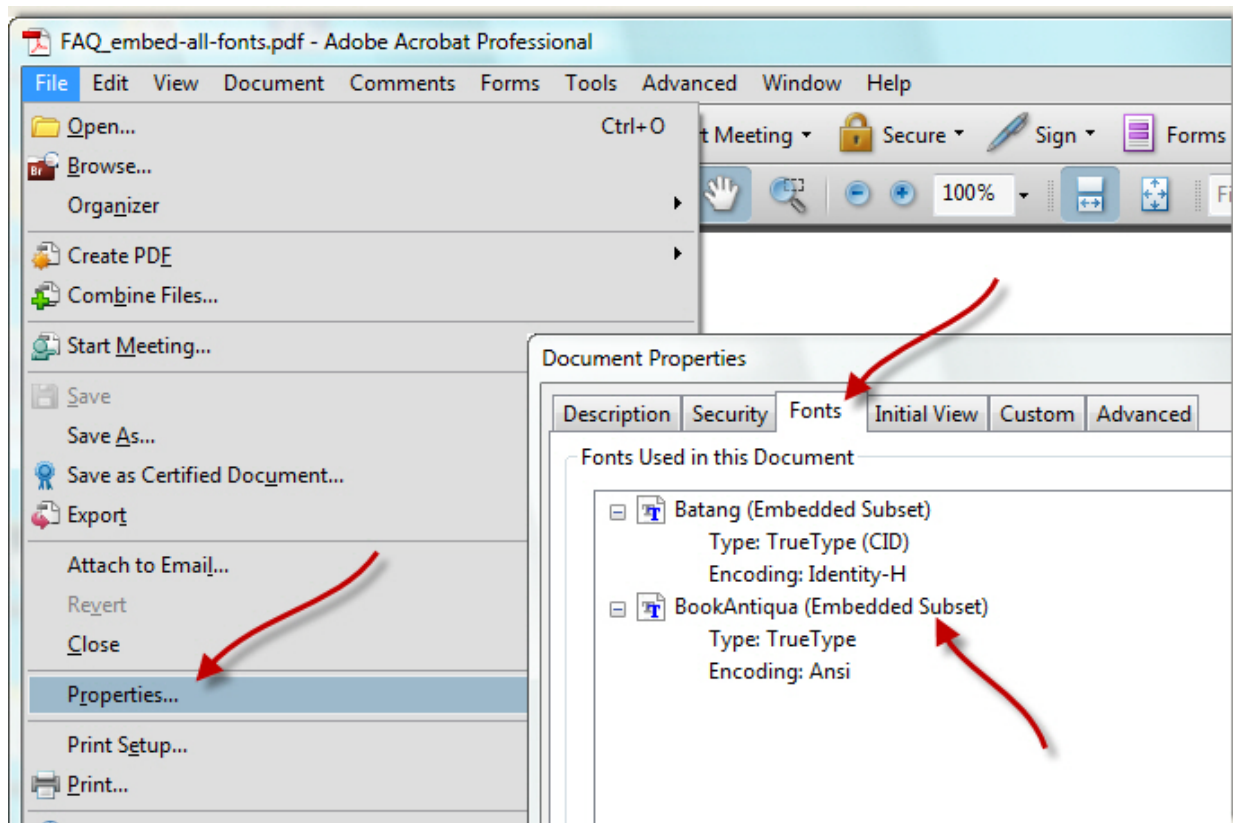 FAQ_embed-all-fonts.pdf - Adobe Acrobat Professional
File Edit View Document Comments Forms Tools Advanced Window Help
Open... Ctrl+O
Browse...
Organizer
Create PDF
Combine Files...
Start Meeting...
Save
Save As...
Save as Certified Document...
Export
Attach to Email...
Revert
Close
Properties...
Print Setup...
Print...
t Meeting Secure Sign Forms
100% Fi
Document Properties
Description Security Fonts Initial View Custom Advanced
Fonts Used in this Document
Batang (Embedded Subset)
Type: TrueType (CID)
Encoding: Identity-H
BookAntiqua (Embedded Subset)
Type: TrueType
Encoding: Ansi